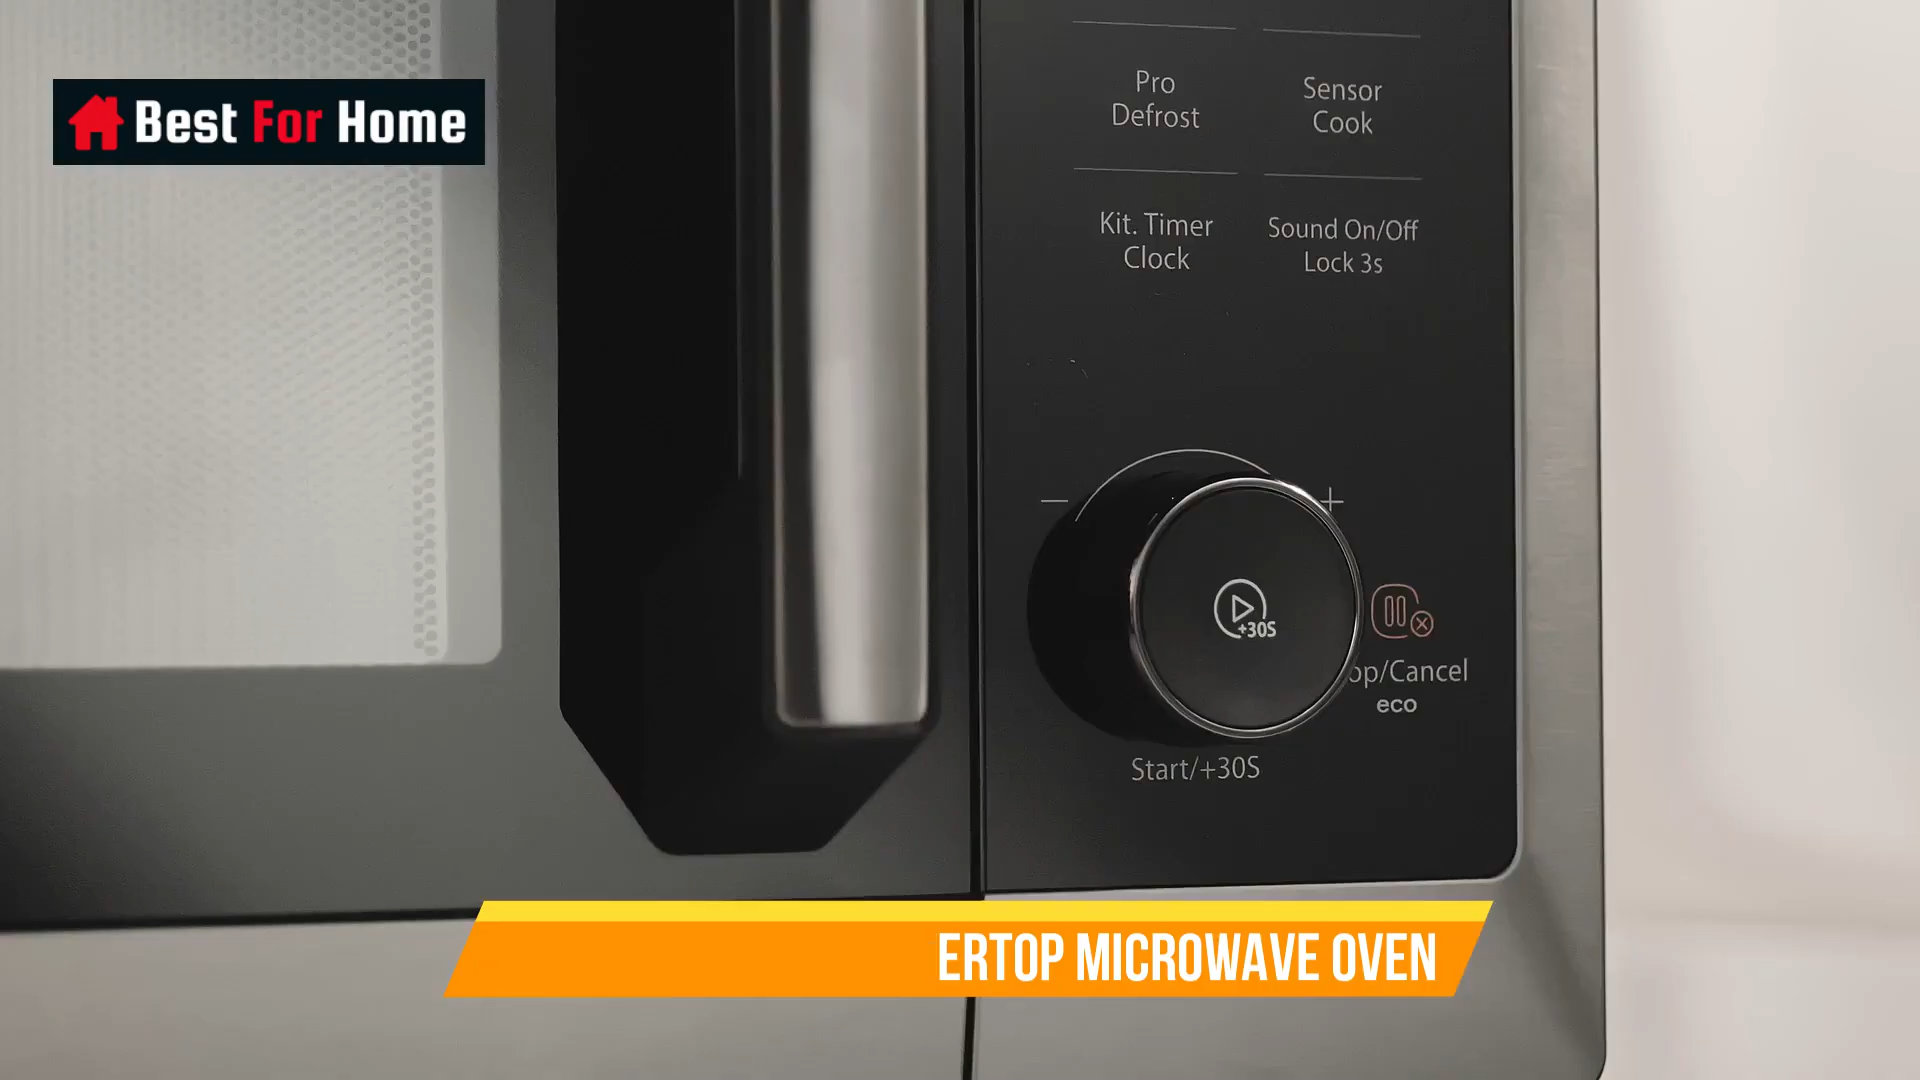 Best For Home
Pro
Defrost
Sensor
Cook
Kit. Timer
Clock
Sound On/Off
Lock 3s
− +
+30S
op/Cancel
eco
Start/+30S
ERTOP MICROWAVE OVEN